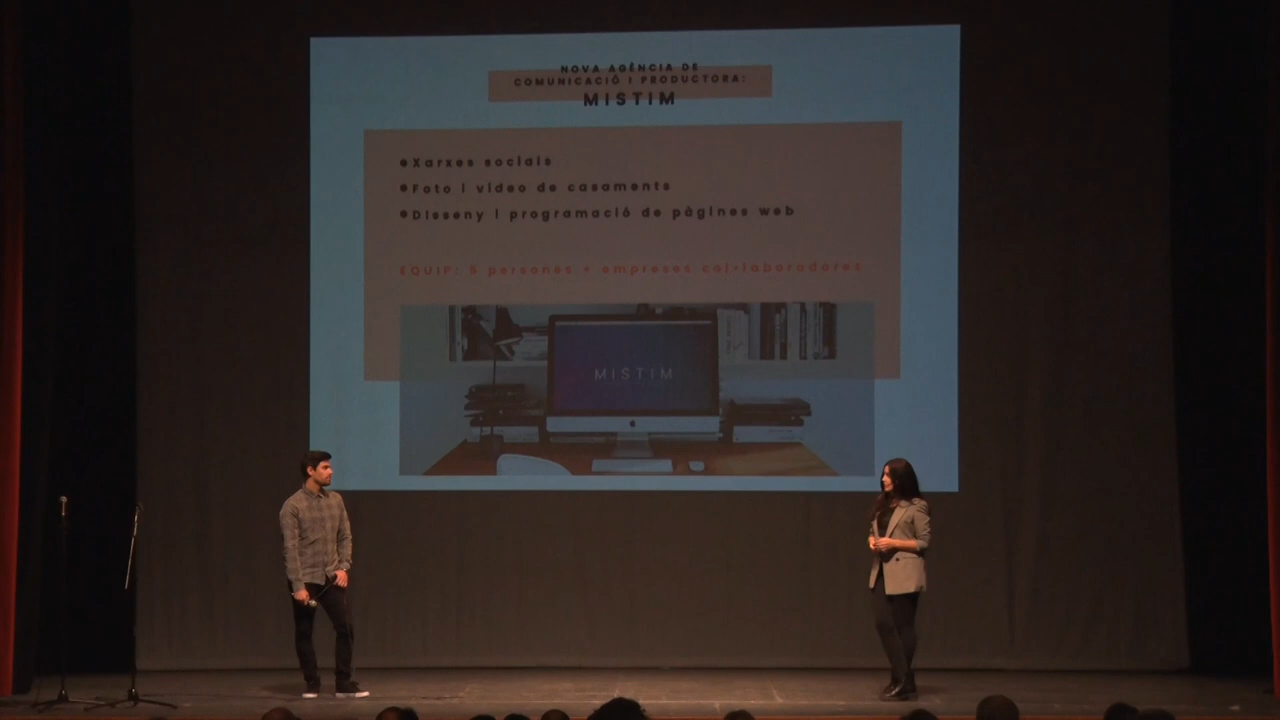 NOVA AGÈNCIA DE
COMUNICACIÓ I PRODUCTORA:
MISTIM
•Xarxes socials
•Foto i vídeo de casaments
•Disseny i programació de pàgines web
EQUIP: 5 persones + empreses col·laboradores
MISTIM